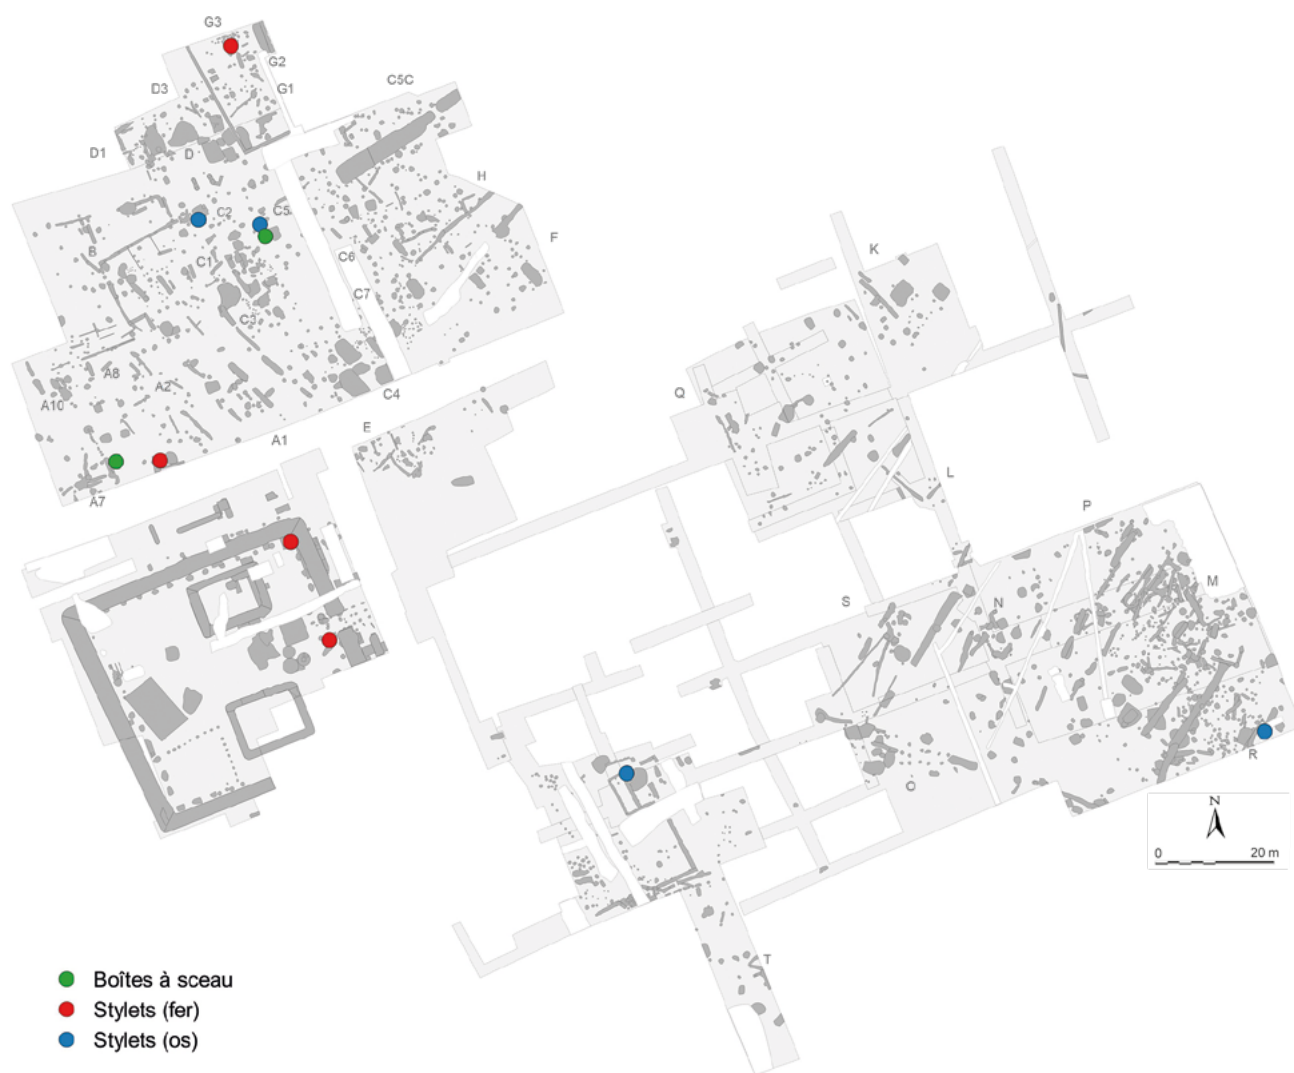 G3
G2
C5C
D3
G1
D1
D
H
C2
C5
F
B
C6
K
C1
C7
C3
A8
A2
Q
A10
C4
E
A1
L
A7
P
M
S
N
R
O
N
0
20 m
T
Boîtes à sceau
Stylets (fer)
Stylets (os)